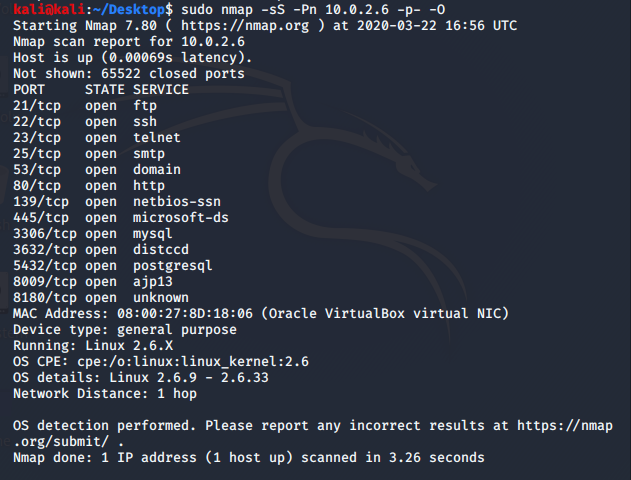 kali@kali:~/Desktop$ sudo nmap -sS -Pn 10.0.2.6 -p- -O
Starting Nmap 7.80 ( https://nmap.org ) at 2020-03-22 16:56 UTC
Nmap scan report for 10.0.2.6
Host is up (0.00069s latency).
Not shown: 65522 closed ports
PORT     STATE SERVICE
21/tcp   open  ftp
22/tcp   open  ssh
23/tcp   open  telnet
25/tcp   open  smtp
53/tcp   open  domain
80/tcp   open  http
139/tcp  open  netbios-ssn
445/tcp  open  microsoft-ds
3306/tcp open  mysql
3632/tcp open  distccd
5432/tcp open  postgresql
8009/tcp open  ajp13
8180/tcp open  unknown
MAC Address: 08:00:27:8D:18:06 (Oracle VirtualBox virtual NIC)
Device type: general purpose
Running: Linux 2.6.X
OS CPE: cpe:/o:linux:linux_kernel:2.6
OS details: Linux 2.6.9 - 2.6.33
Network Distance: 1 hop

OS detection performed. Please report any incorrect results at https://nmap
.org/submit/ .
Nmap done: 1 IP address (1 host up) scanned in 3.26 seconds